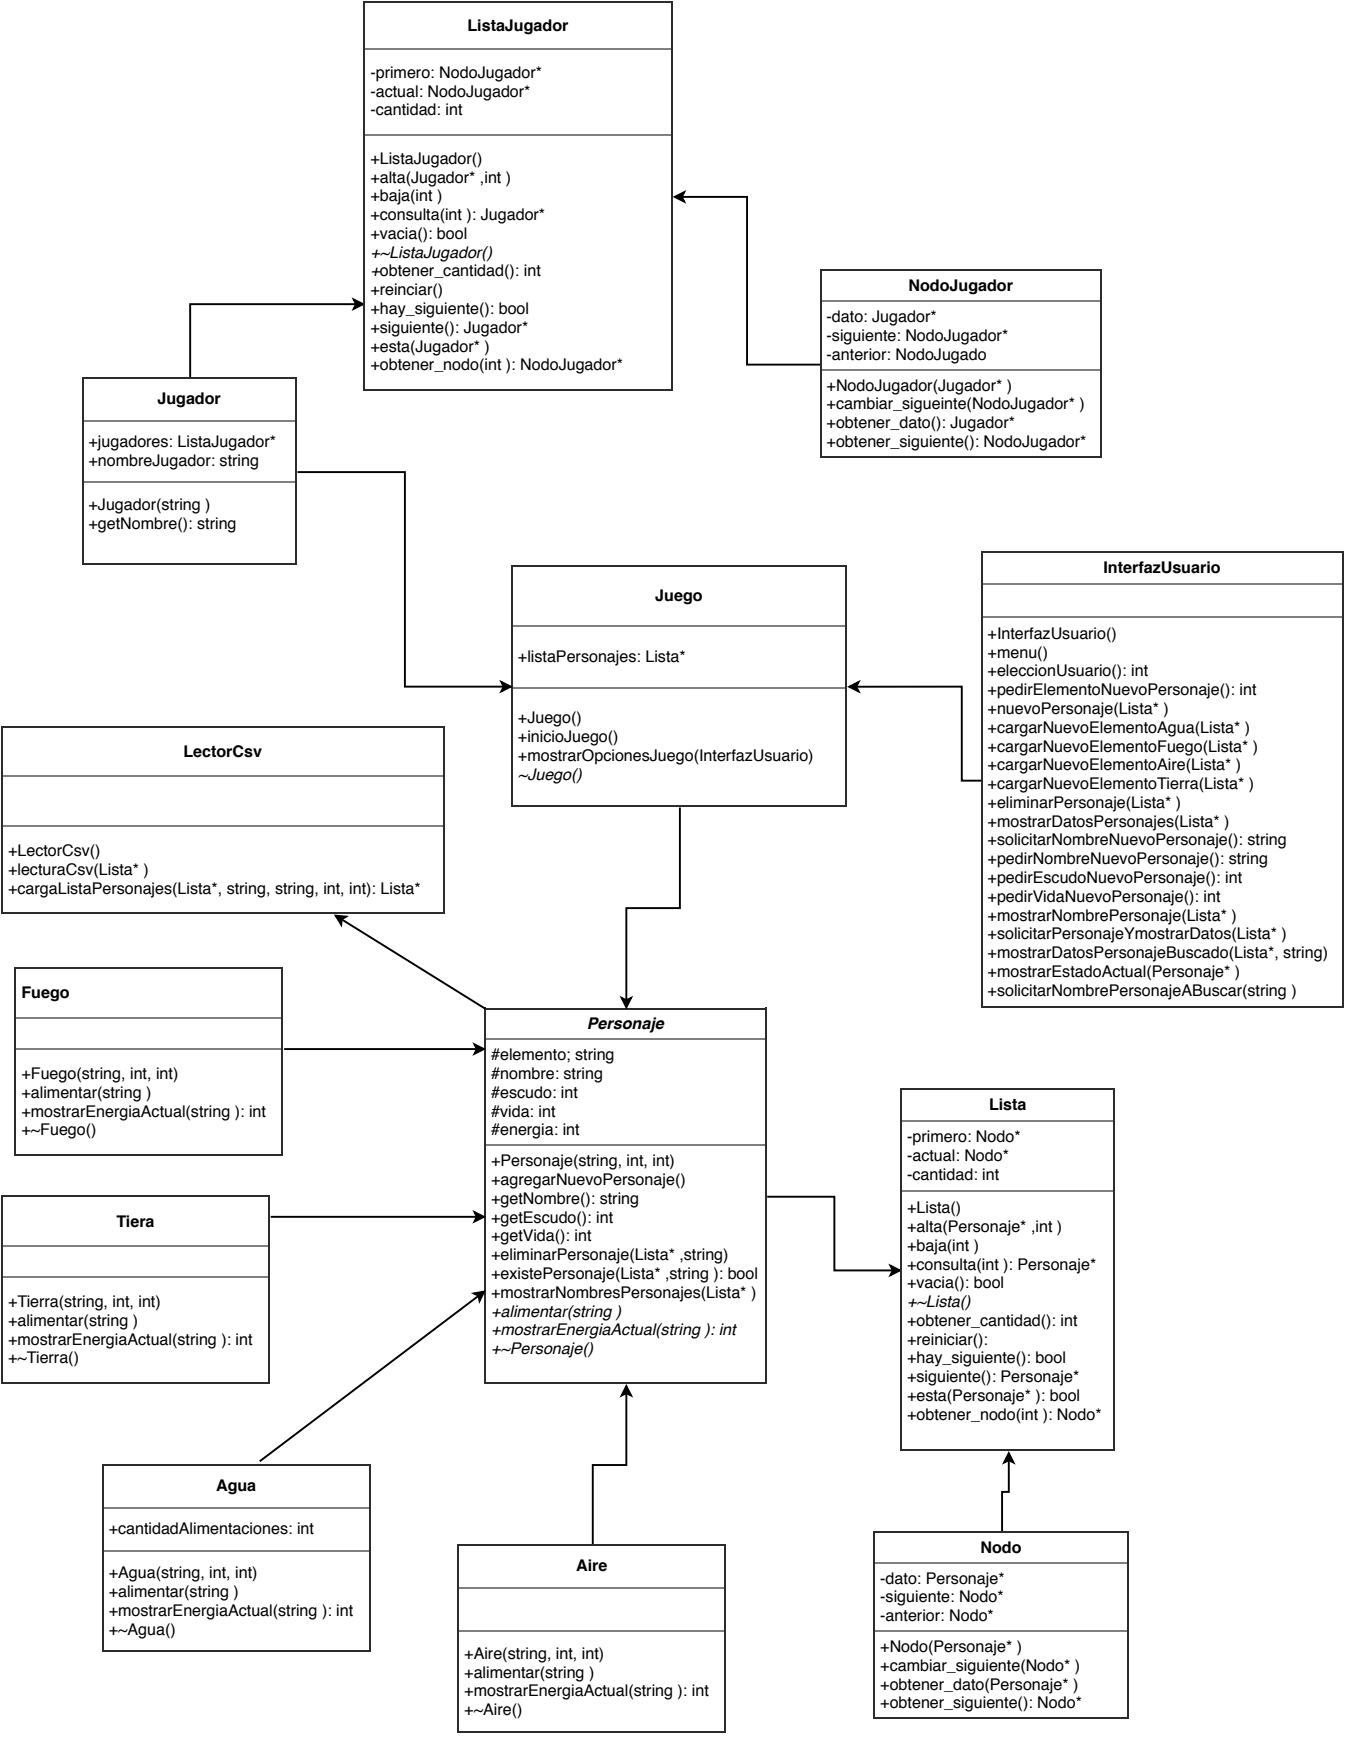 ListaJugador
-primero: NodoJugador*
-actual: NodoJugador*
-cantidad: int
+ListaJugador()
+alta(Jugador* ,int )
+baja(int )
+consulta(int ): Jugador*
+vacia(): bool
+~ListaJugador()
+obtener_cantidad(): int
+reinciar()
+hay_siguiente(): bool
+siguiente(): Jugador*
+esta(Jugador* )
+obtener_nodo(int ): NodoJugador*
NodoJugador
-dato: Jugador*
-siguiente: NodoJugador*
-anterior: NodoJugado
+NodoJugador(Jugador* )
+cambiar_sigueinte(NodoJugador* )
+obtener_dato(): Jugador*
+obtener_siguiente(): NodoJugador*
Jugador
+jugadores: ListaJugador*
+nombreJugador: string
+Jugador(string )
+getNombre(): string
Juego
+listaPersonajes: Lista*
+Juego()
+inicioJuego()
+mostrarOpcionesJuego(InterfazUsuario)
~Juego()
InterfazUsuario
+InterfazUsuario()
+menu()
+eleccionUsuario(): int
+pedirElementoNuevoPersonaje(): int
+nuevoPersonaje(Lista* )
+cargarNuevoElementoAgua(Lista* )
+cargarNuevoElementoFuego(Lista* )
+cargarNuevoElementoAire(Lista* )
+cargarNuevoElementoTierra(Lista* )
+eliminarPersonaje(Lista* )
+mostrarDatosPersonajes(Lista* )
+solicitarNombreNuevoPersonaje(): string
+pedirNombreNuevoPersonaje(): string
+pedirEscudoNuevoPersonaje(): int
+pedirVidaNuevoPersonaje(): int
+mostrarNombrePersonaje(Lista* )
+solicitarPersonajeYmostrarDatos(Lista* )
+mostrarDatosPersonajeBuscado(Lista*, string)
+mostrarEstadoActual(Personaje* )
+solicitarNombrePersonajeABuscar(string )
LectorCsv
+LectorCsv()
+lecturaCsv(Lista* )
+cargaListaPersonajes(Lista*, string, string, int, int): Lista*
Fuego
+Fuego(string, int, int)
+alimentar(string )
+mostrarEnergiaActual(string ): int
+~Fuego()
Personaje
#elemento; string
#nombre: string
#escudo: int
#vida: int
#energia: int
+Personaje(string, int, int)
+agregarNuevoPersonaje()
+getNombre(): string
+getEscudo(): int
+getVida(): int
+eliminarPersonaje(Lista* ,string)
+existePersonaje(Lista* ,string ): bool
+mostrarNombresPersonajes(Lista* )
+alimentar(string )
+mostrarEnergiaActual(string ): int
+~Personaje()
Lista
-primero: Nodo*
-actual: Nodo*
-cantidad: int
+Lista()
+alta(Personaje* ,int )
+baja(int )
+consulta(int ): Personaje*
+vacia(): bool
+~Lista()
+obtener_cantidad(): int
+reiniciar():
+hay_siguiente(): bool
+siguiente(): Personaje*
+esta(Personaje* ): bool
+obtener_nodo(int ): Nodo*
Tiera
+Tierra(string, int, int)
+alimentar(string )
+mostrarEnergiaActual(string ): int
+~Tierra()
Agua
+cantidadAlimentaciones: int
+Agua(string, int, int)
+alimentar(string )
+mostrarEnergiaActual(string ): int
+~Agua()
Aire
+Aire(string, int, int)
+alimentar(string )
+mostrarEnergiaActual(string ): int
+~Aire()
Nodo
-dato: Personaje*
-siguiente: Nodo*
-anterior: Nodo*
+Nodo(Personaje* )
+cambiar_siguiente(Nodo* )
+obtener_dato(Personaje* )
+obtener_siguiente(): Nodo*